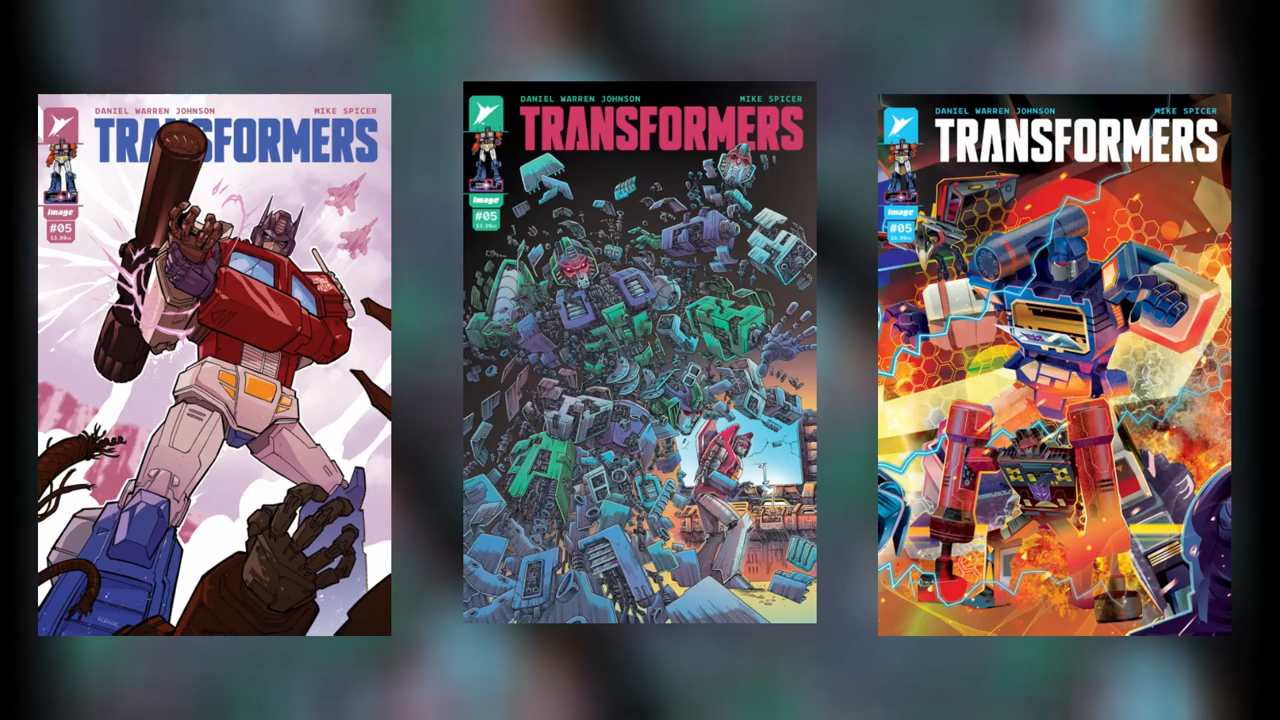 DANIEL WARREN JOHNSON MIKE SPICER
TRANSFORMERS
image
#05
$3.99US
DANIEL WARREN JOHNSON MIKE SPICER
TRANSFORMERS
image
#05
$3.99US
DANIEL WARREN JOHNSON MIKE SPICER
TRANSFORMERS
image
#05
$3.99US